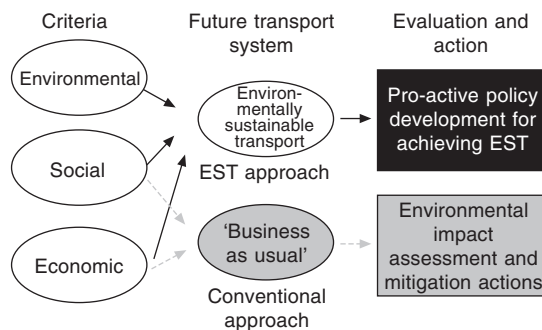 Criteria
Future transport
system
Evaluation and
action
Environmental
Social
Economic
Environ-
mentally
sustainable
transport
EST approach
'Business
as usual'
Conventional
approach
Pro-active policy
development for
achieving EST
Environmental
impact
assessment and
mitigation actions